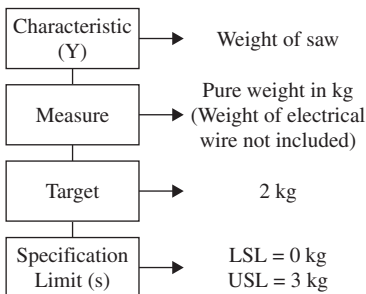 Characteristic
(Y)
Weight of saw
Measure
Pure weight in kg
(Weight of electrical
wire not included)
Target
2 kg
Specification
Limit (s)
LSL = 0 kg
USL = 3 kg